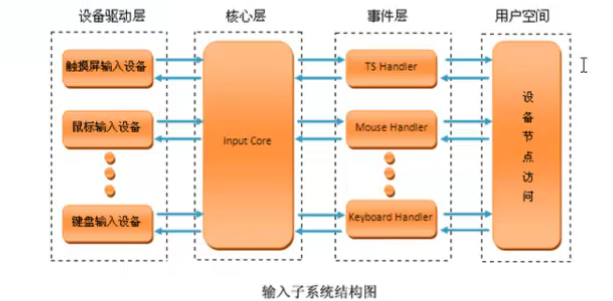 设备驱动层
核心层
事件层
用户空间
触摸屏输入设备
TS Handler
鼠标输入设备
Input Core
Mouse Handler
设备节点访问
键盘输入设备
Keyboard Handler
输入子系统结构图